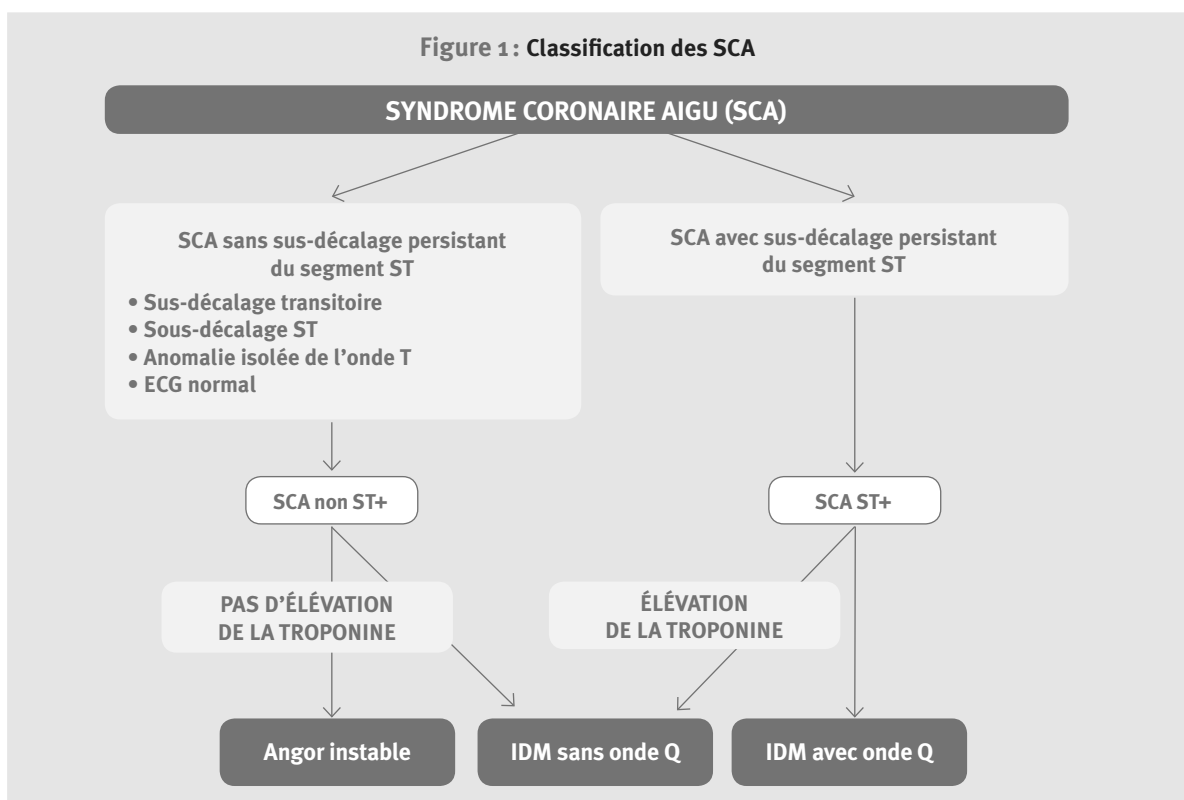 Figure 1 : Classification des SCA
SYNDROME CORONAIRE AIGU (SCA)
SCA sans sus-décalage persistant
du segment ST
• Sus-décalage transitoire
• Sous-décalage ST
• Anomalie isolée de l’onde T
• ECG normal
SCA avec sus-décalage persistant
du segment ST
SCA non ST+
SCA ST+
PAS D’ÉLÉVATION
DE LA TROPONINE
ÉLÉVATION
DE LA TROPONINE
Angor instable
IDM sans onde Q
IDM avec onde Q